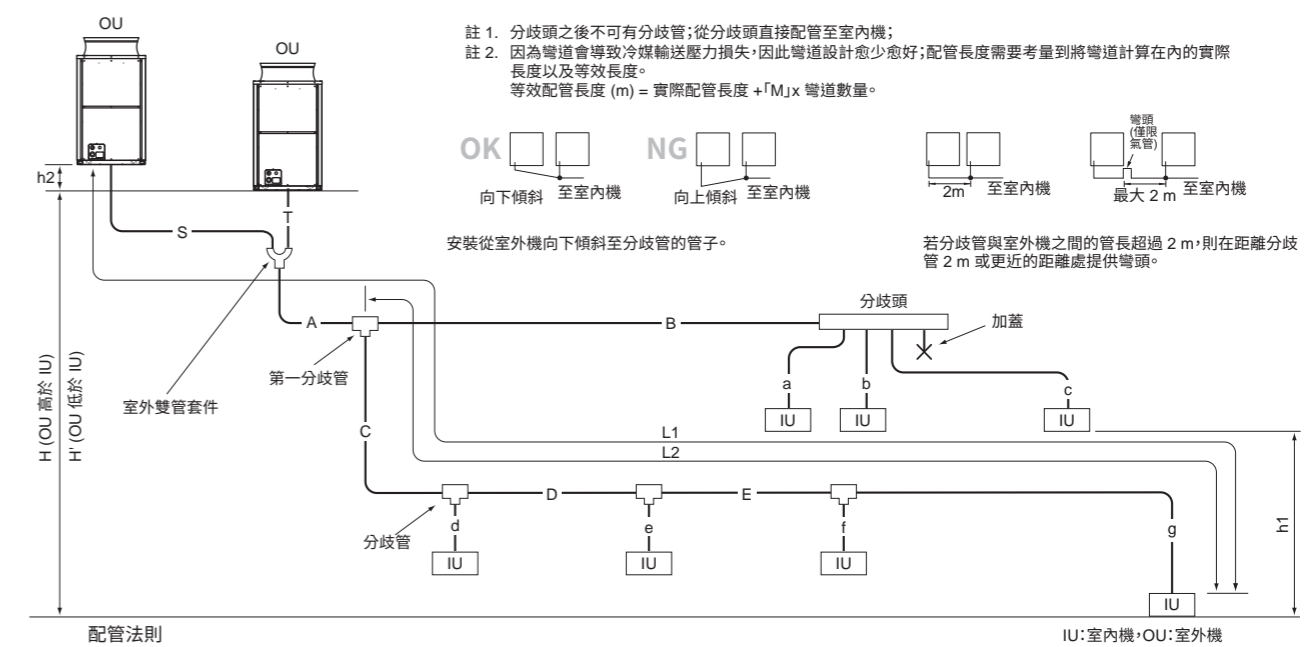 OU
OU
註 1. 分歧頭之後不可有分歧管；從分歧頭直接配管至室內機；
註 2. 因為彎道會導致冷媒輸送壓力損失，因此彎道設計愈少愈好；配管長度需要考量到將彎道計算在內的實際
長度以及等效長度。
等效配管長度 (m) = 實際配管長度 +「M」x 彎道數量。
OK
向下傾斜
至室內機
NG
向上傾斜
至室內機
2m
至室內機
彎頭
(僅限
氣管)
最大 2 m
至室內機
安裝從室外機向下傾斜至分歧管的管子。
若分歧管與室外機之間的管長超過 2 m，則在距離分歧
管 2 m 或更近的距離處提供彎頭。
h2
S
T
A
B
分歧頭
加蓋
第一分歧管
室外雙管套件
a
b
c
IU
IU
IU
H (OU 高於 IU)
H' (OU 低於 IU)
C
L1
L2
D
E
分歧管
d
e
f
g
h1
IU
IU
IU
IU
配管法則
IU：室內機，OU：室外機